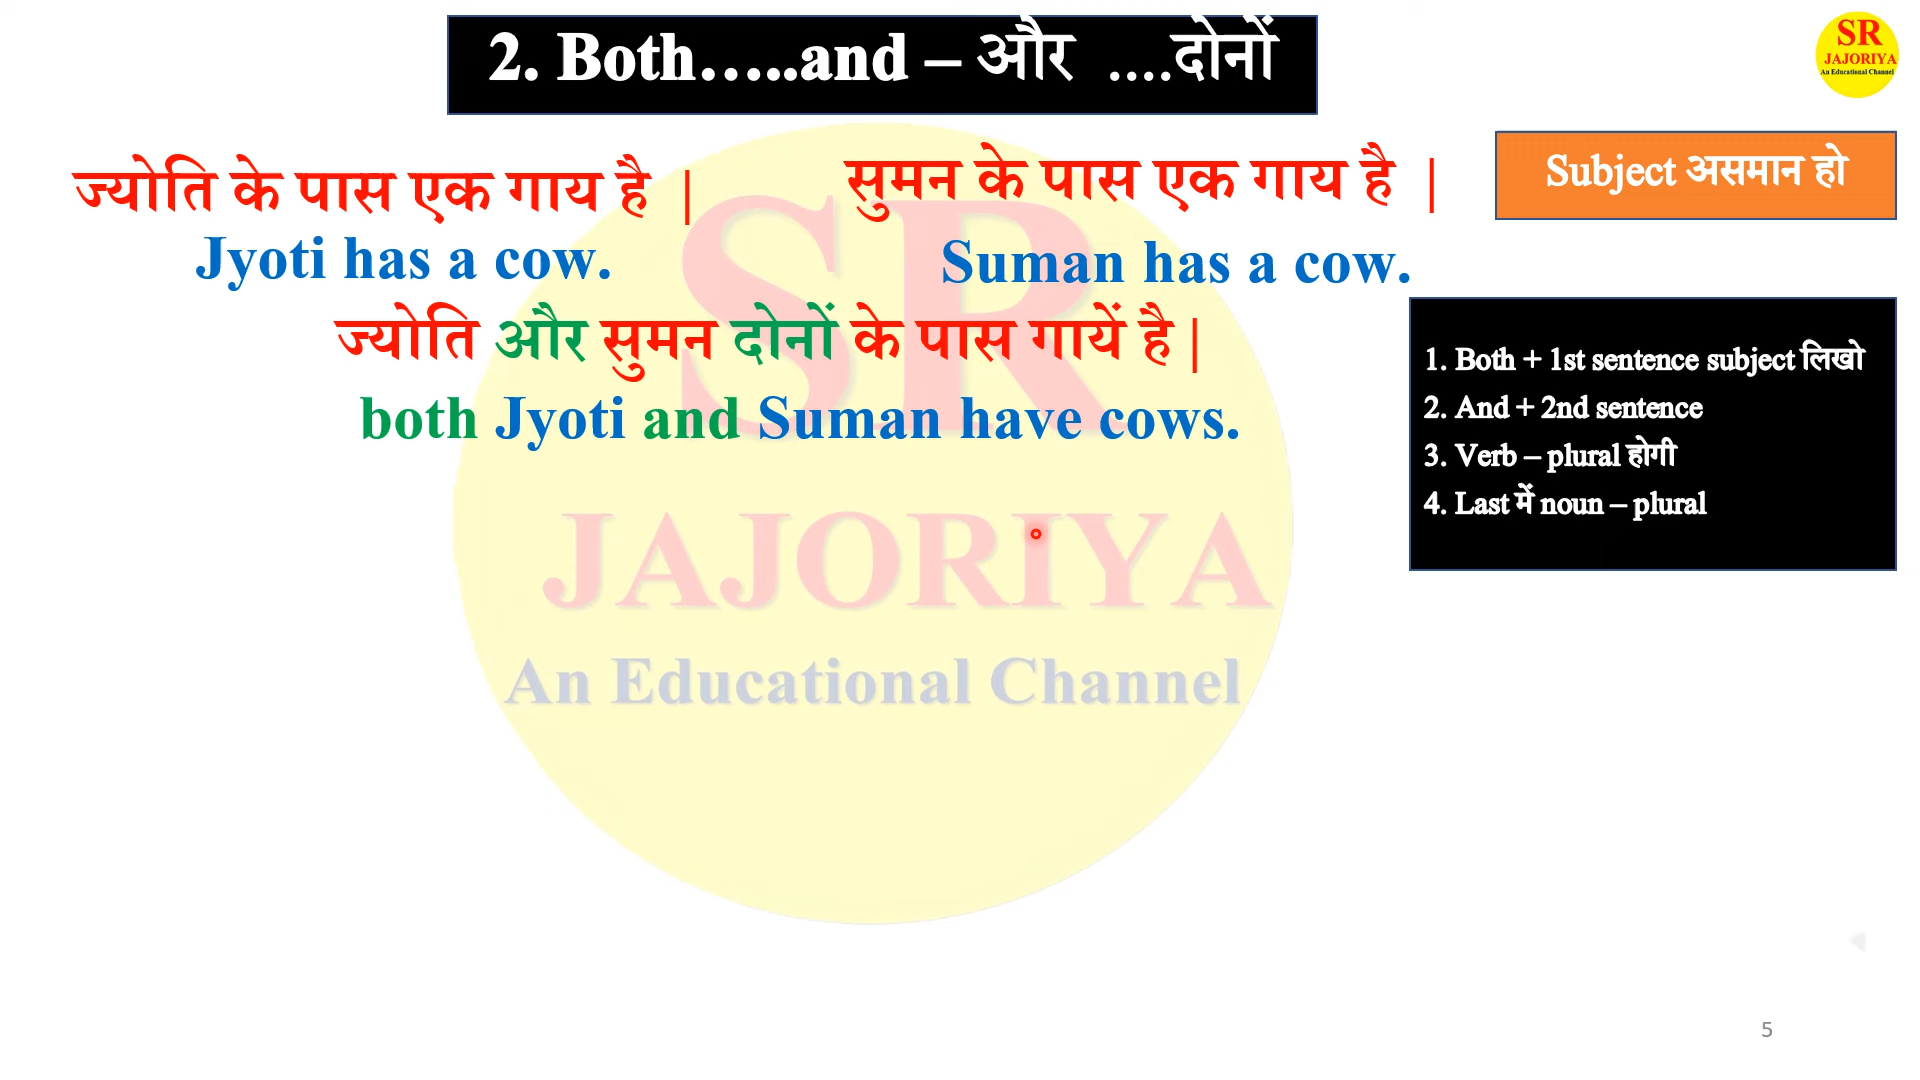 2. Both…..and – और ….दोनों
SR
JAJORIYA
An Educational Channel
ज्योति के पास एक गाय है |
सुमन के पास एक गाय है |
Subject असमान हो
Jyoti has a cow.
Suman has a cow.
ज्योति और सुमन दोनों के पास गायें है|
both Jyoti and Suman have cows.
1. Both + 1st sentence subject लिखो
2. And + 2nd sentence
3. Verb – plural होगी
4. Last में noun – plural
SR
JAJORIYA
An Educational Channel
5